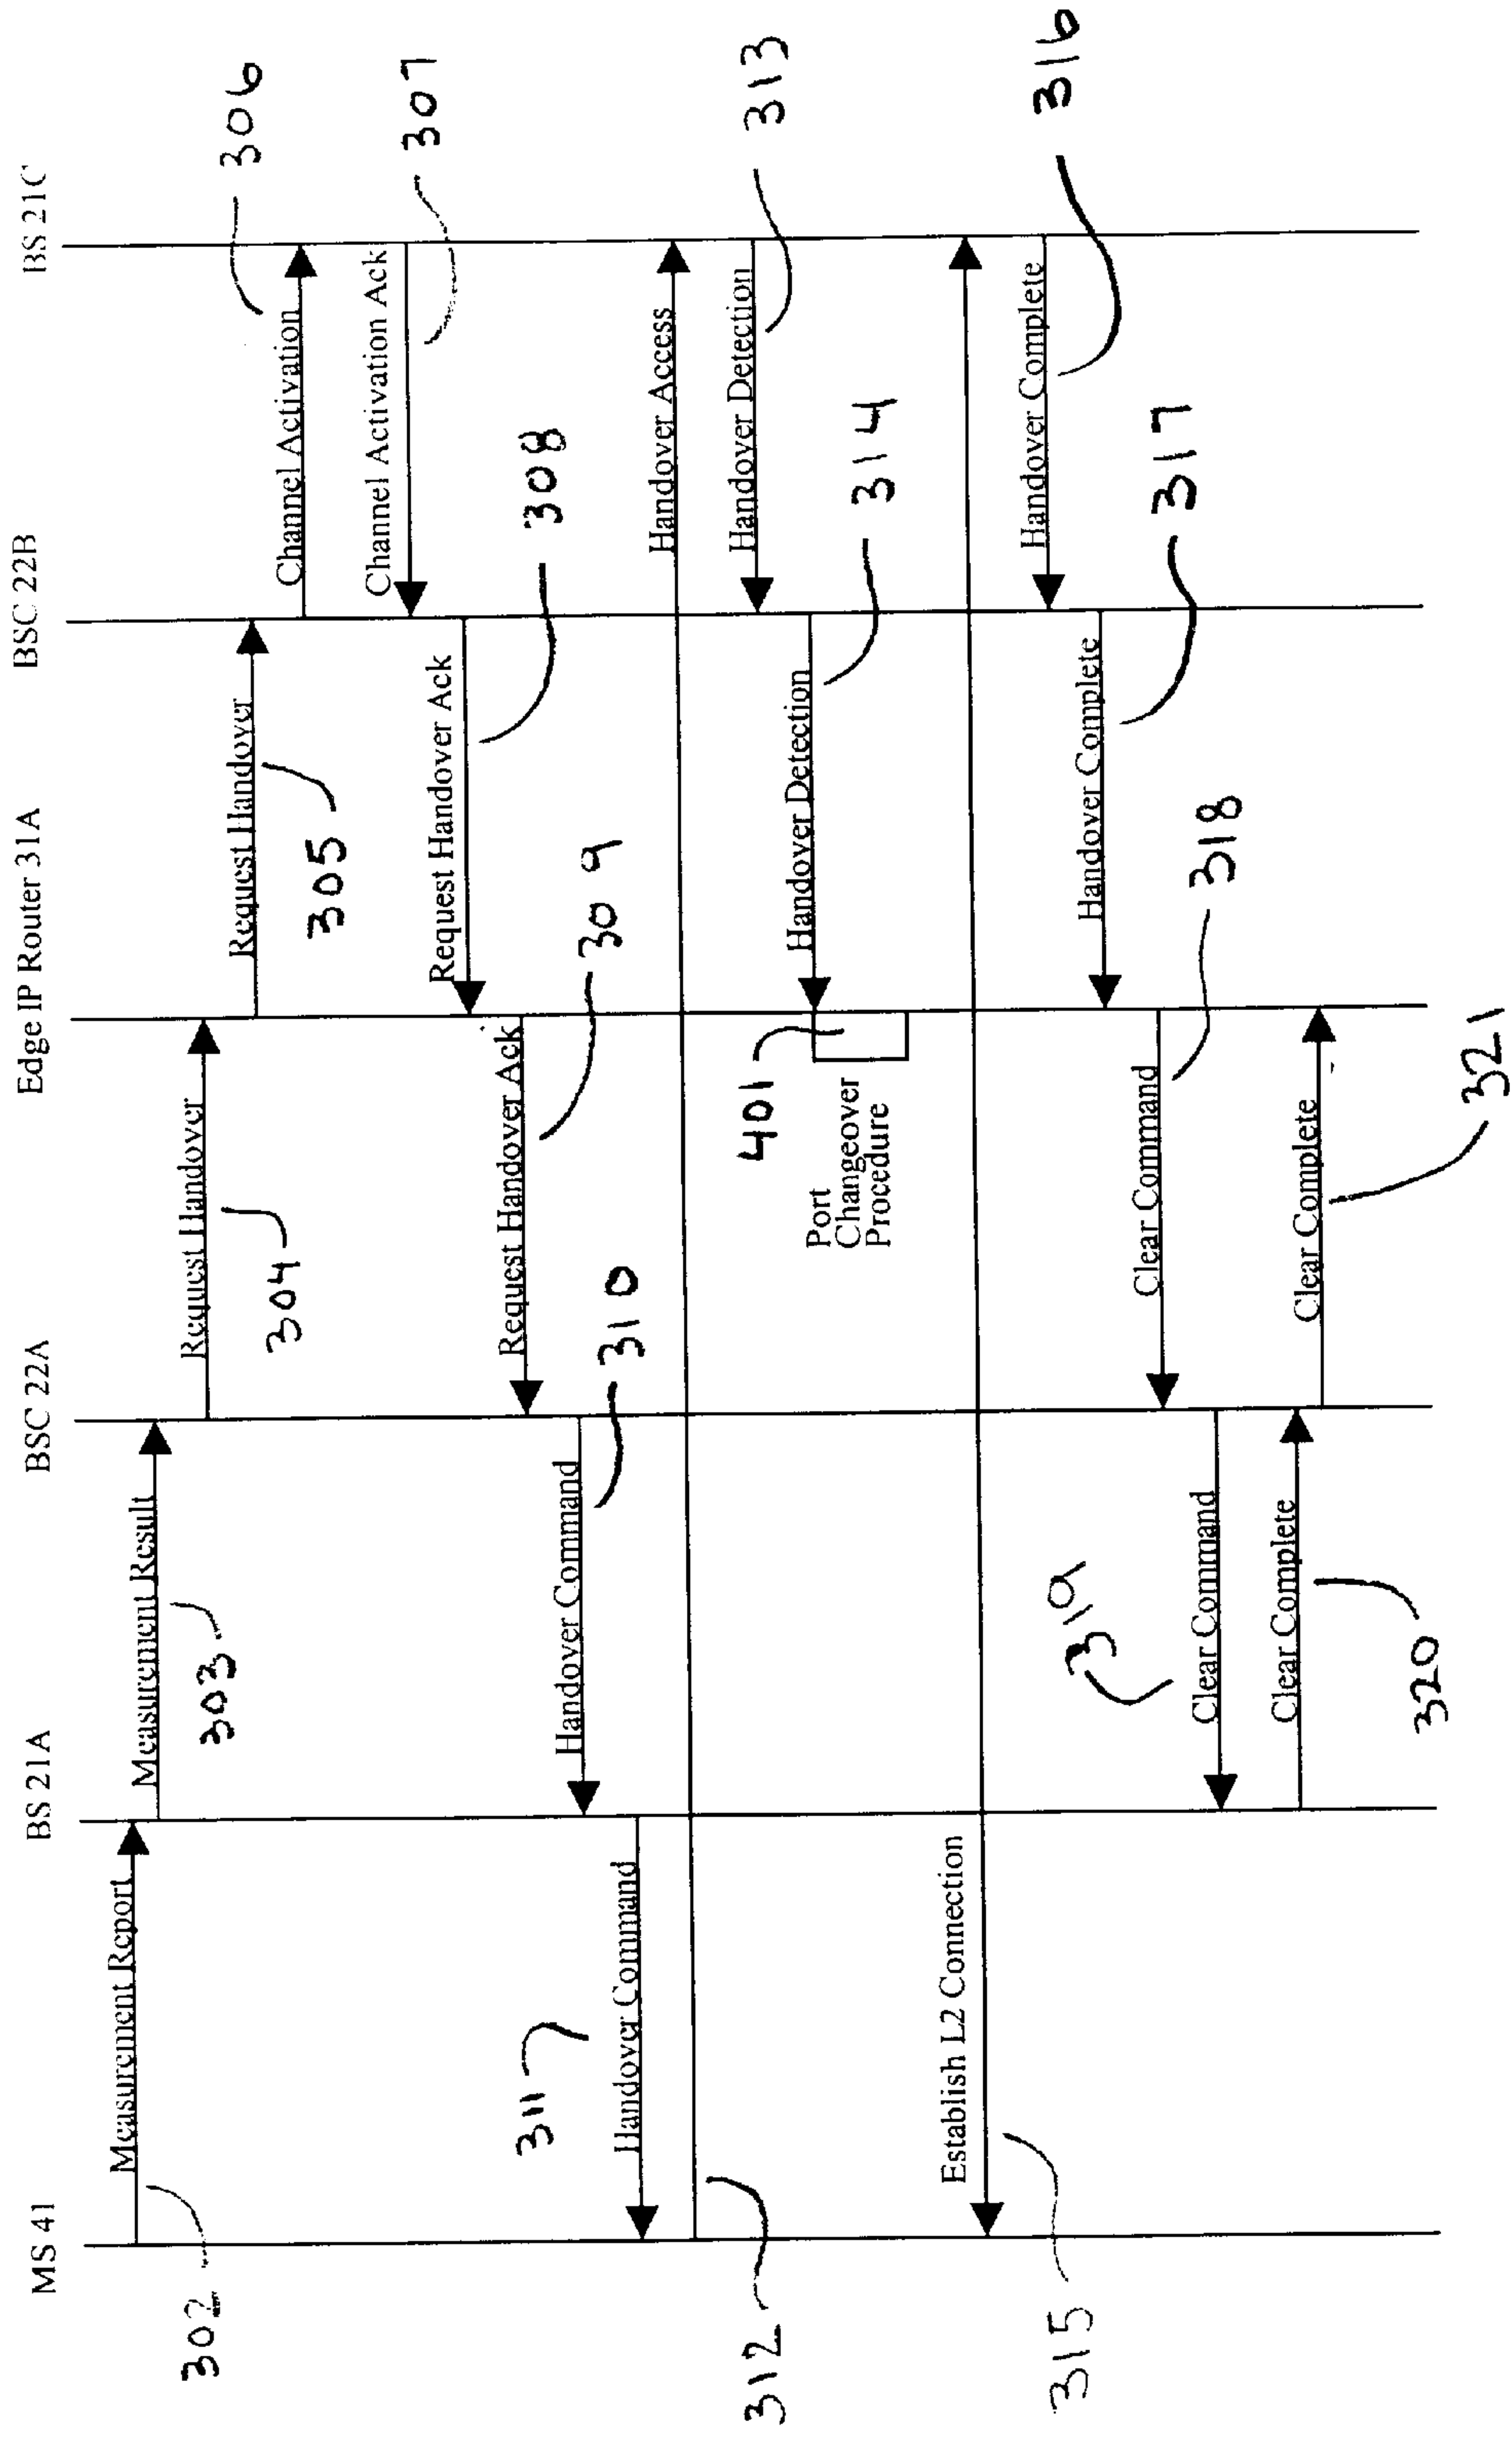 MS 41
BS 21A
BSC 22A
Edge IP Router 31A
BSC 22B
BS 21C
Measurement Report
302
Measurement Result
303
Request Handover
304
Request Handover
305
Channel Activation
306
Channel Activation Ack
307
Request Handover Ack
308
Request Handover Ack
309
Handover Command
310
Handover Command
311
Handover Access
312
Handover Detection
313
Handover Detection
314
401
Port
Changeover
Procedure
Establish L2 Connection
315
Handover Complete
316
Handover Complete
317
Clear Command
318
Clear Command
319
Clear Complete
320
Clear Complete
321